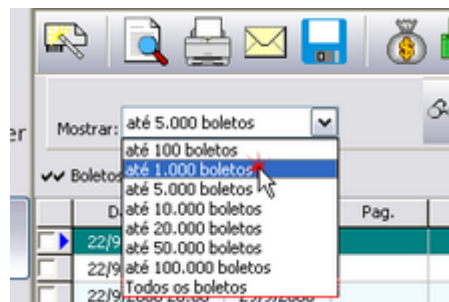 er
Mostrar: até 5.000 boletos
até 100 boletos
até 1.000 boletos
até 5.000 boletos
até 10.000 boletos
até 20.000 boletos
até 50.000 boletos
até 100.000 boletos
Todos os boletos
Boletos
D
Pag.
22/9
22/9